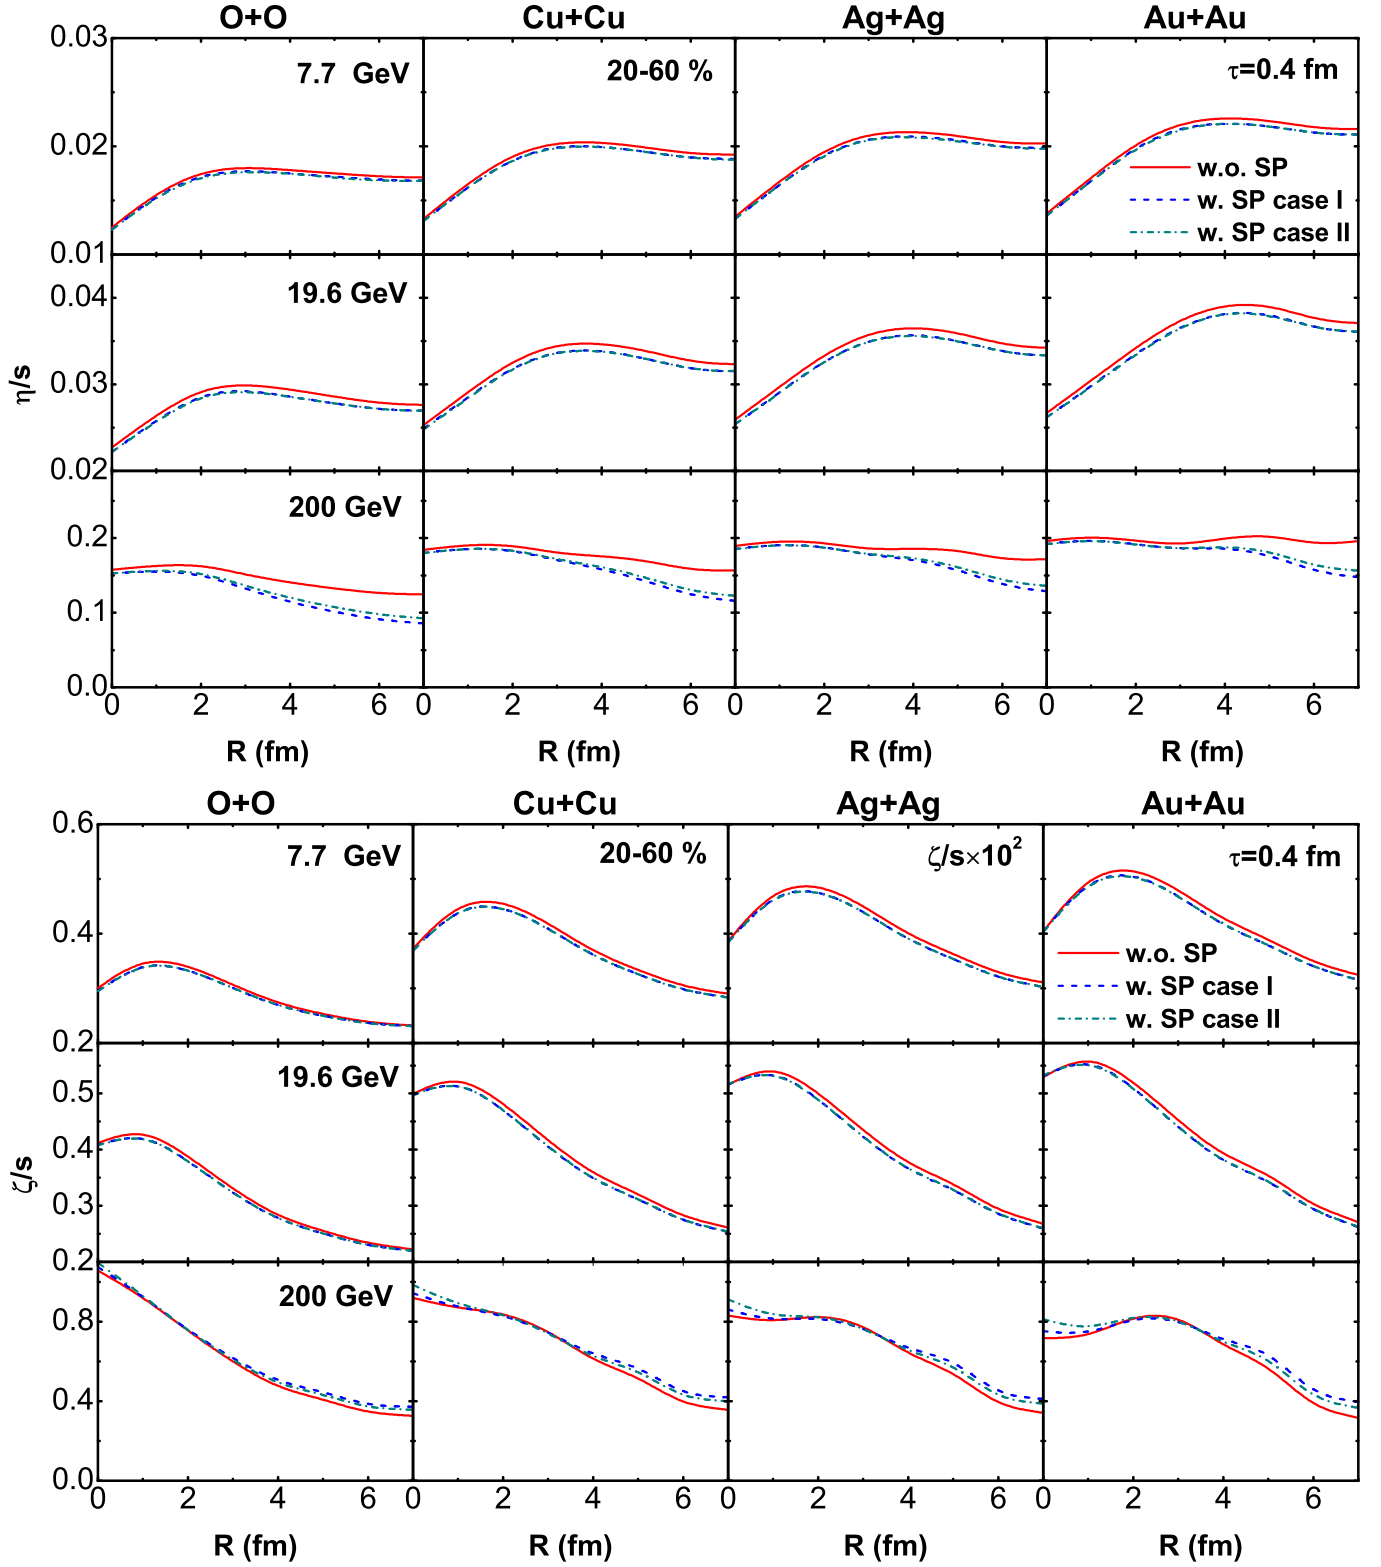 O+O Cu+Cu Ag+Ag Au+Au
0.03
7.7 GeV 20-60 % τ=0.4 fm
0.02
w.o. SP
w. SP case I
w. SP case II
0.01
19.6 GeV
0.04
η/s
0.03
0.02
200 GeV
0.2
0.1
0.0
0 2 4 6 0 2 4 6 0 2 4 6 0 2 4 6
R (fm) R (fm) R (fm) R (fm)
O+O Cu+Cu Ag+Ag Au+Au
0.6
7.7 GeV 20-60 % ζ/s×10² τ=0.4 fm
0.4
w.o. SP
w. SP case I
w. SP case II
0.2
19.6 GeV
0.5
0.4
ζ/s
0.3
0.2
200 GeV
0.8
0.4
0.0
0 2 4 6 0 2 4 6 0 2 4 6 0 2 4 6
R (fm) R (fm) R (fm) R (fm)